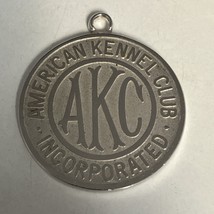 AMERICAN KENNEL CLUB
AKC
· INCORPORATED ·